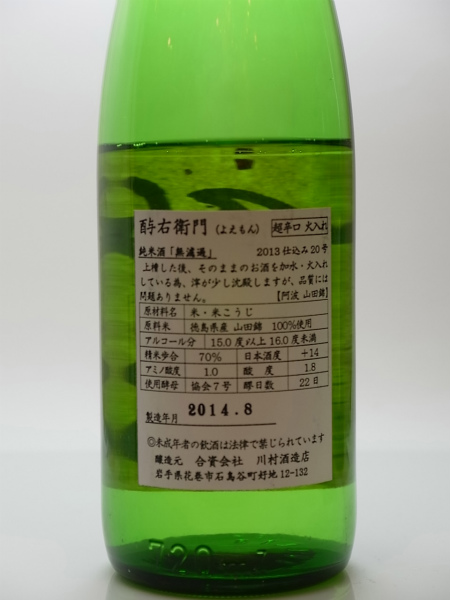 酔右衛門 (よえもん) 超辛口 火入れ
純米酒「無濾過」 2013仕込み20号
上槽した後、そのままのお酒を加水・火入れ
している為、滓が少し沈殿しますが、品質には
問題ありません。 【阿波 山田錦】
原材料名 米・米こうじ
原料米 徳島県産 山田錦 100%使用
アルコール分 15.0度以上16.0度未満
精米歩合 70% 日本酒度 +14
アミノ酸度 1.0 酸度 1.8
使用酵母 協会7号 醪日数 22日
製造年月 2014.8
◎未成年者の飲酒は法律で禁じられています
醸造元 合資会社 川村酒造店
岩手県花巻市石鳥谷町好地12-132
720m